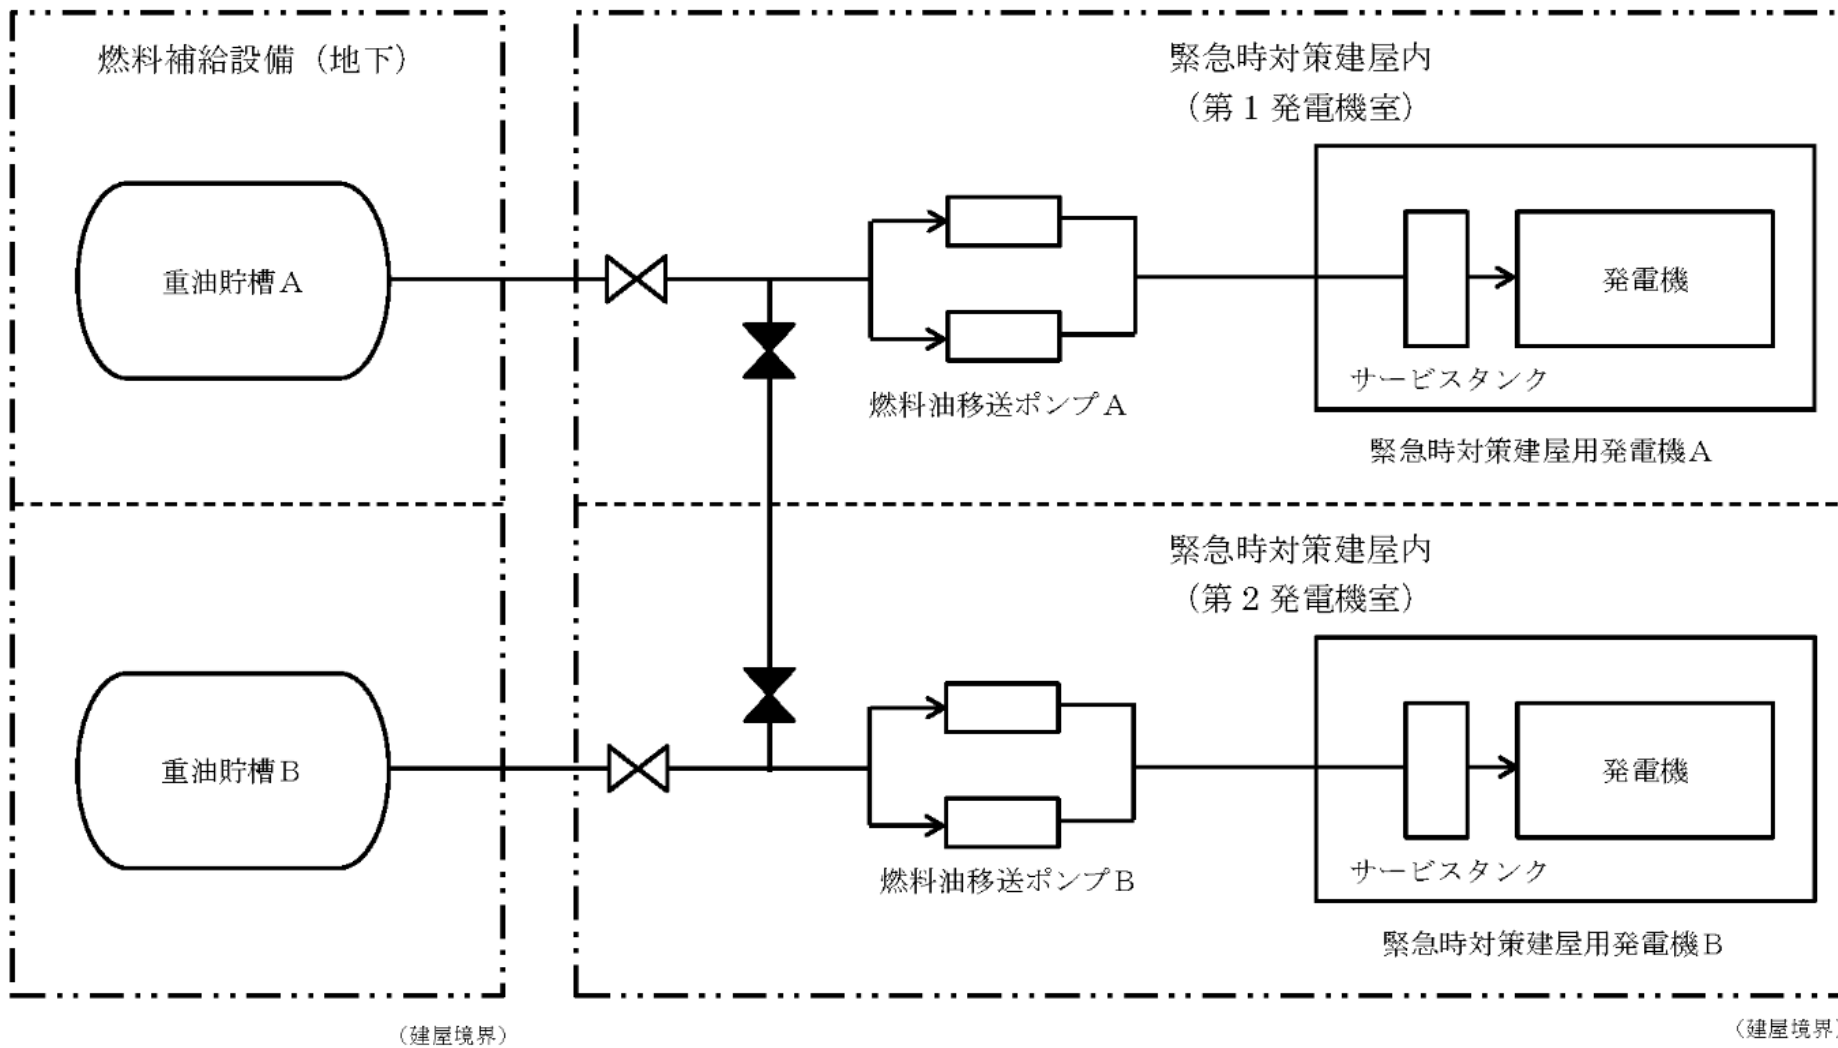 燃料補給設備（地下）
緊急時対策建屋内
（第１発電機室）
重油貯槽Ａ
発電機
サービスタンク
燃料油移送ポンプＡ
緊急時対策建屋用発電機Ａ
緊急時対策建屋内
（第２発電機室）
重油貯槽Ｂ
発電機
サービスタンク
燃料油移送ポンプＢ
緊急時対策建屋用発電機Ｂ
（建屋境界）
（建屋境界）